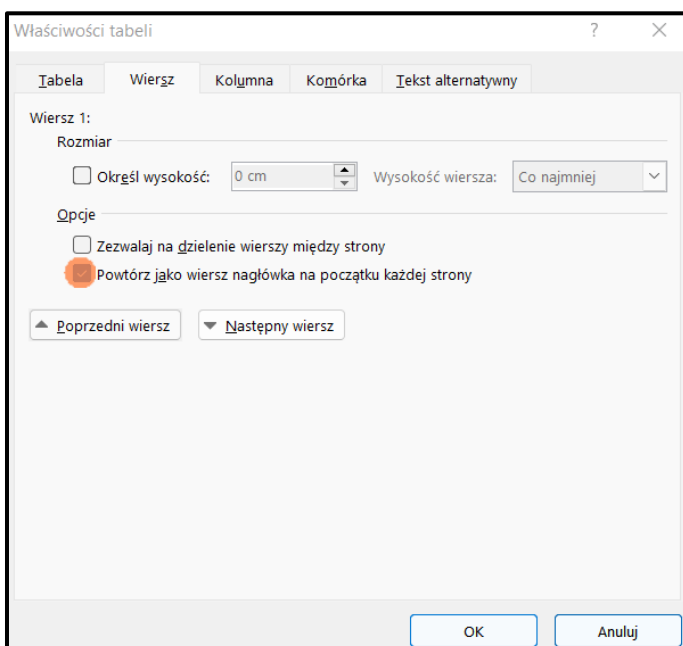 Właściwości tabeli ?
Tabela Wiersz Kolumna Komórka Tekst alternatywny
Wiersz 1:
Rozmiar
Określ wysokość: 0 cm Wysokość wiersza: Co najmniej
Opcje
Zezwalaj na dzielenie wierszy między strony
Powtórz jako wiersz nagłówka na początku każdej strony
Poprzedni wiersz Następny wiersz
OK Anuluj